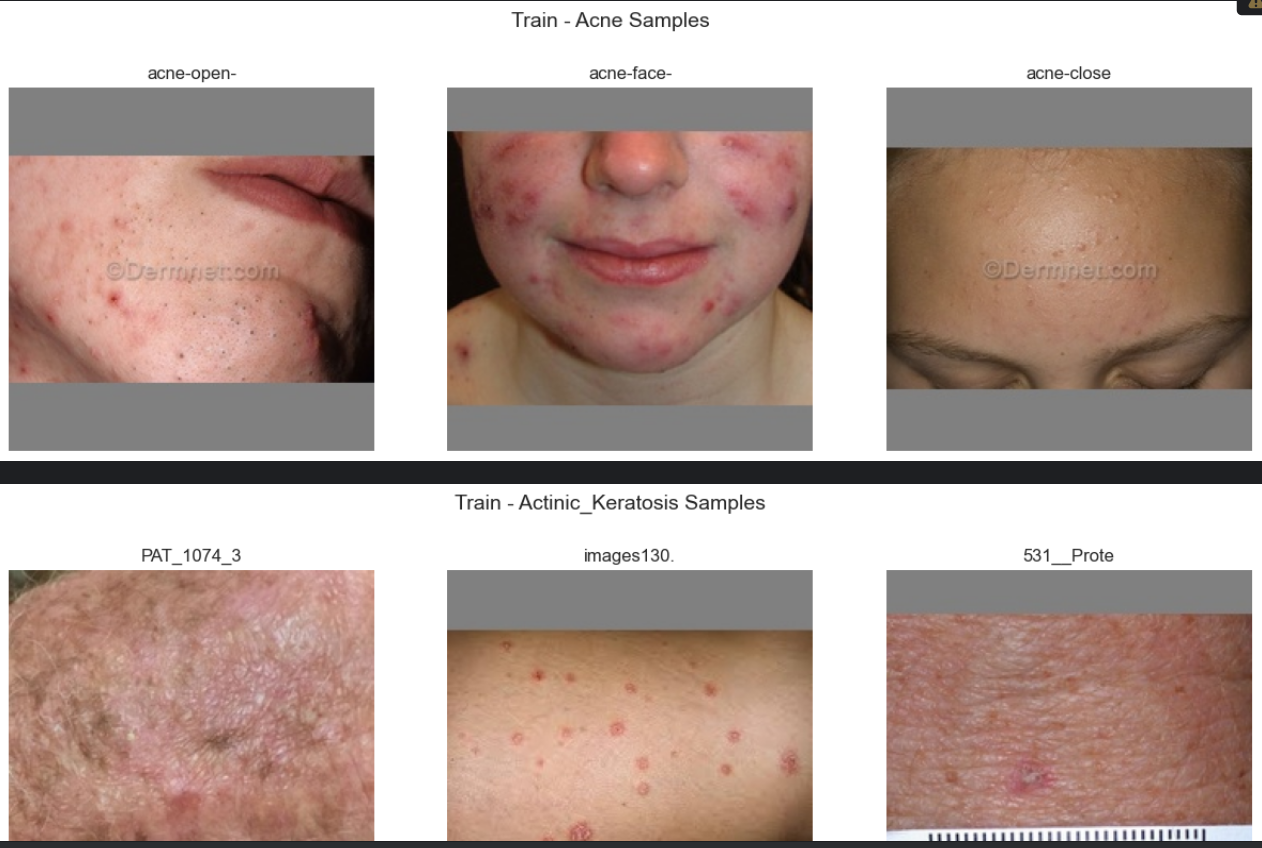 Train - Acne Samples
acne-open-
acne-face-
acne-close
©Dermnet.com
©Dermnet.com
Train - Actinic_Keratosis Samples
PAT_1074_3
images130.
531__Prote